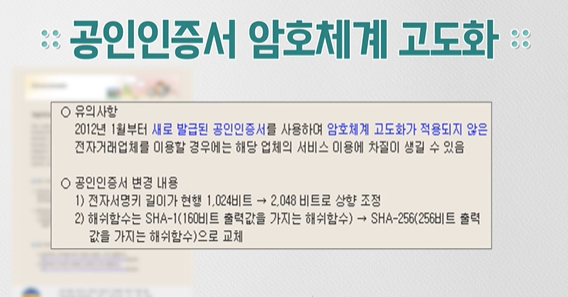 공인인증서 암호체계 고도화
○ 유의사항
2012년 1월부터 새로 발급된 공인인증서를 사용하여 암호체계 고도화가 적용되지 않은
전자거래업체를 이용할 경우에는 해당 업체의 서비스 이용에 차질이 생길 수 있음
○ 공인인증서 변경 내용
1) 전자서명키 길이가 현행 1,024비트 → 2,048 비트로 상향 조정
2) 해쉬함수는 SHA-1(160비트 출력값을 가지는 해쉬함수) → SHA-256(256비트 출력
값을 가지는 해쉬함수)으로 교체